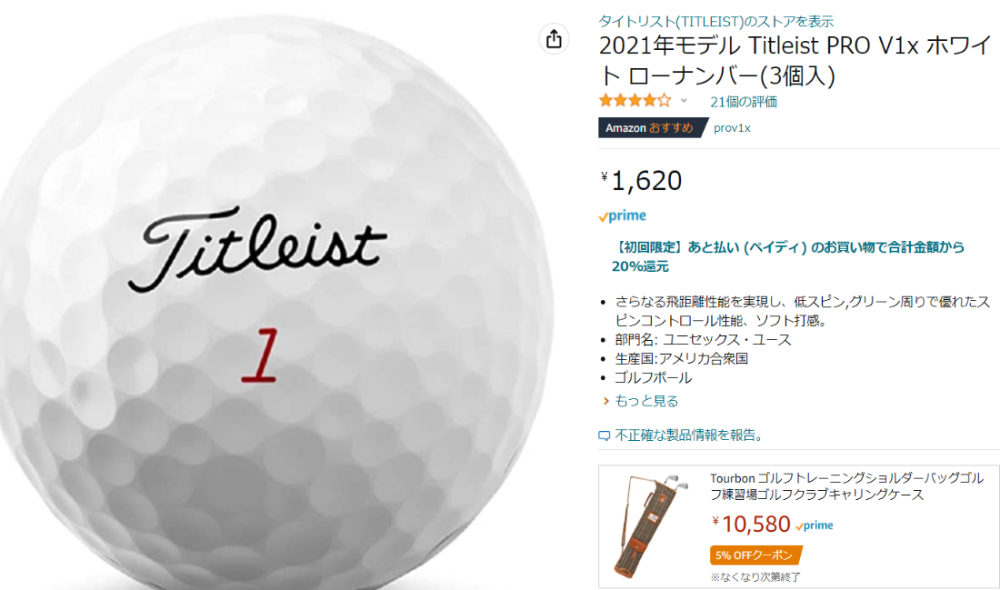 Titleist
1
タイトリスト(TITLEIST)のストアを表示
2021年モデル Titleist PRO V1x ホワイ
ト ローナンバー(3個入)
21個の評価
Amazon おすすめ prov1x
¥1,620
prime
【初回限定】あと払い (ペイディ) のお買い物で合計金額から
20%還元
さらなる飛距離性能を実現し、低スピン,グリーン周りで優れたス
ピンコントロール性能、ソフト打感。
部門名: ユニセックス・ユース
生産国:アメリカ合衆国
ゴルフボール
もっと見る
不正確な製品情報を報告。
Tourbon ゴルフトレーニングショルダーバッグゴル
フ練習場ゴルフクラブキャリングケース
¥10,580 prime
5% OFFクーポン
※なくなり次第終了